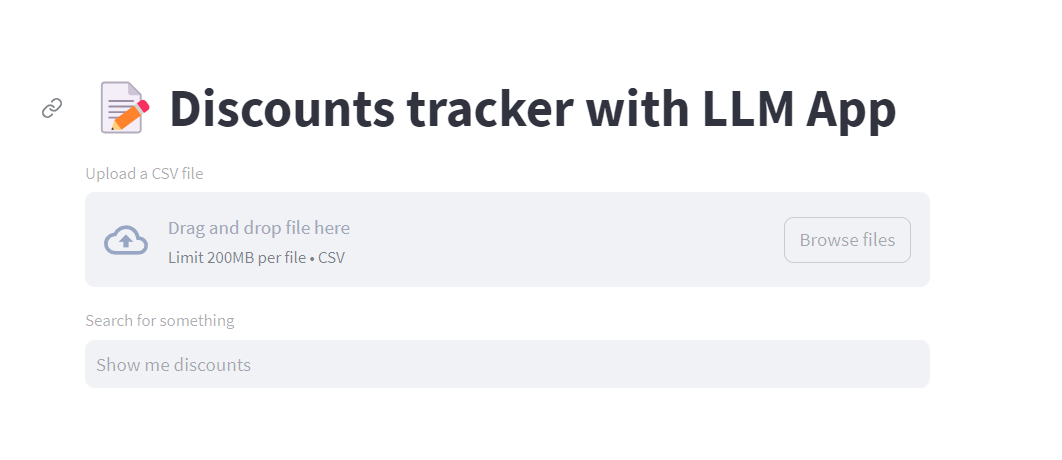 Discounts tracker with LLM App
Upload a CSV file
Drag and drop file here
Limit 200MB per file • CSV
Browse files
Search for something
Show me discounts